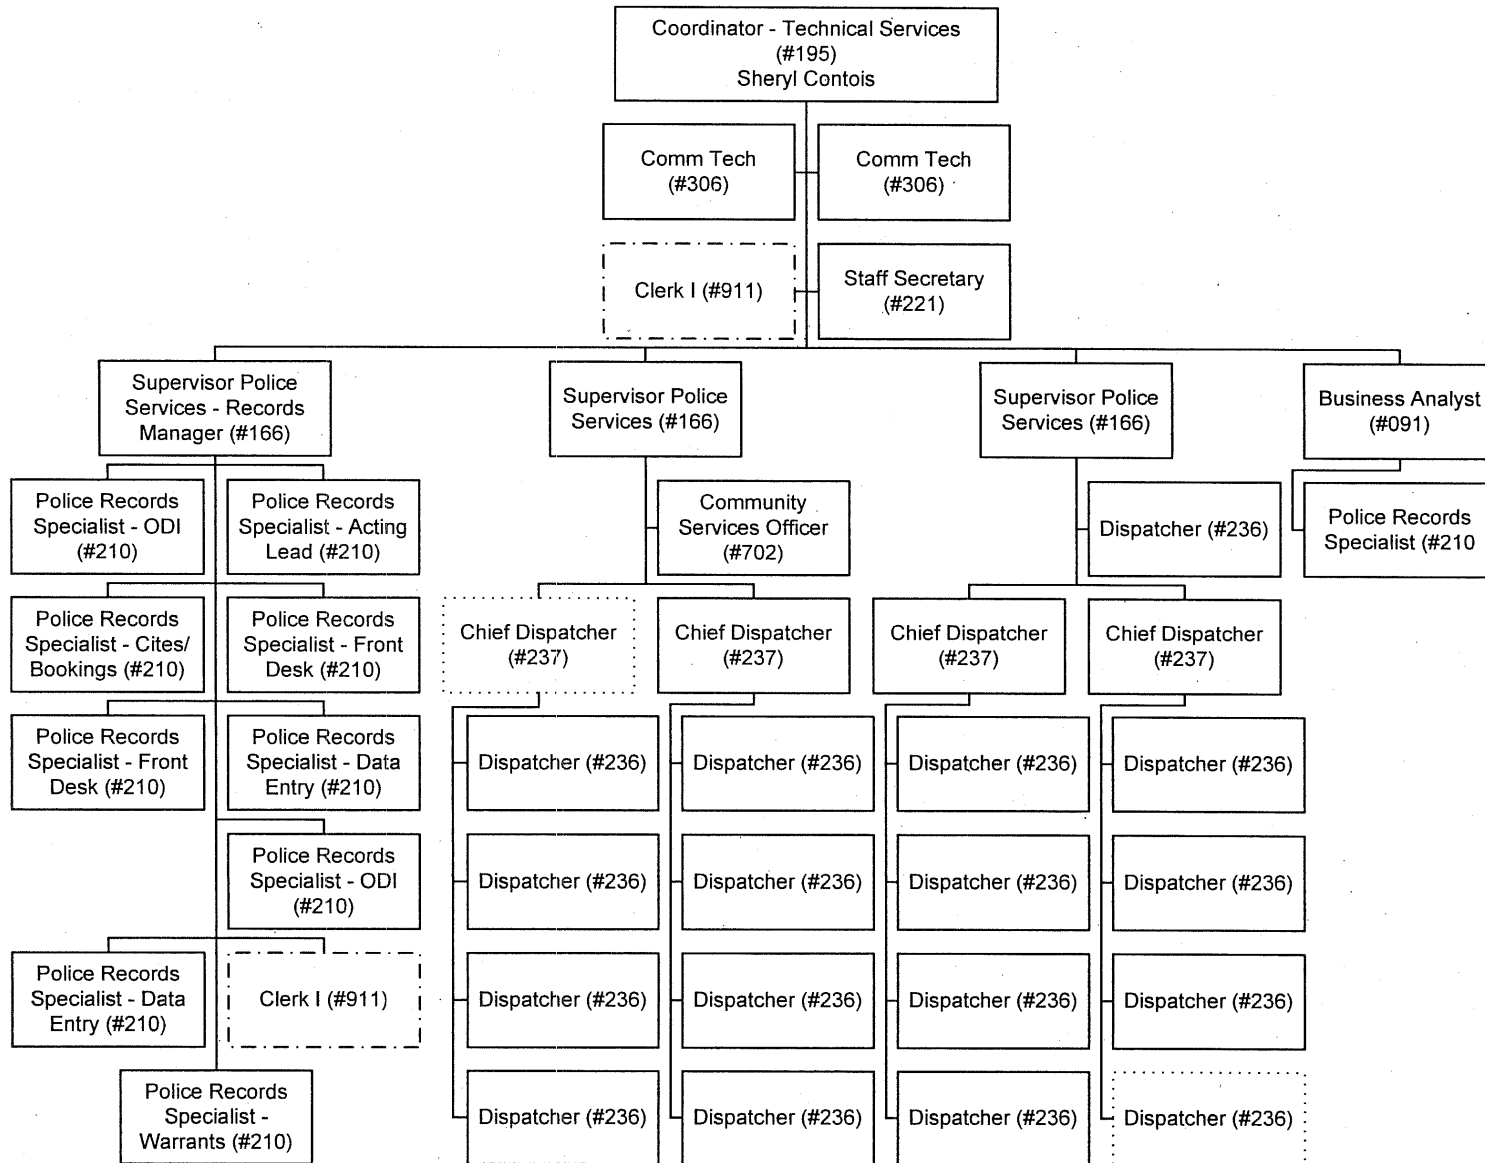 Coordinator - Technical Services
(#195)
Sheryl Contois
Comm Tech
(#306)
Comm Tech
(#306)
Clerk I (#911)
Staff Secretary
(#221)
Supervisor Police
Services - Records
Manager (#166)
Supervisor Police
Services (#166)
Supervisor Police
Services (#166)
Business Analyst
(#091)
Police Records
Specialist - ODI
(#210)
Police Records
Specialist - Acting
Lead (#210)
Community
Services Officer
(#702)
Dispatcher (#236)
Police Records
Specialist (#210
Police Records
Specialist - Cites/
Bookings (#210)
Police Records
Specialist - Front
Desk (#210)
Chief Dispatcher
(#237)
Chief Dispatcher
(#237)
Chief Dispatcher
(#237)
Chief Dispatcher
(#237)
Police Records
Specialist - Front
Desk (#210)
Police Records
Specialist - Data
Entry (#210)
Dispatcher (#236)
Dispatcher (#236)
Dispatcher (#236)
Dispatcher (#236)
Police Records
Specialist - ODI
(#210)
Dispatcher (#236)
Dispatcher (#236)
Dispatcher (#236)
Dispatcher (#236)
Police Records
Specialist - Data
Entry (#210)
Clerk I (#911)
Dispatcher (#236)
Dispatcher (#236)
Dispatcher (#236)
Dispatcher (#236)
Police Records
Specialist -
Warrants (#210)
Dispatcher (#236)
Dispatcher (#236)
Dispatcher (#236)
Dispatcher (#236)